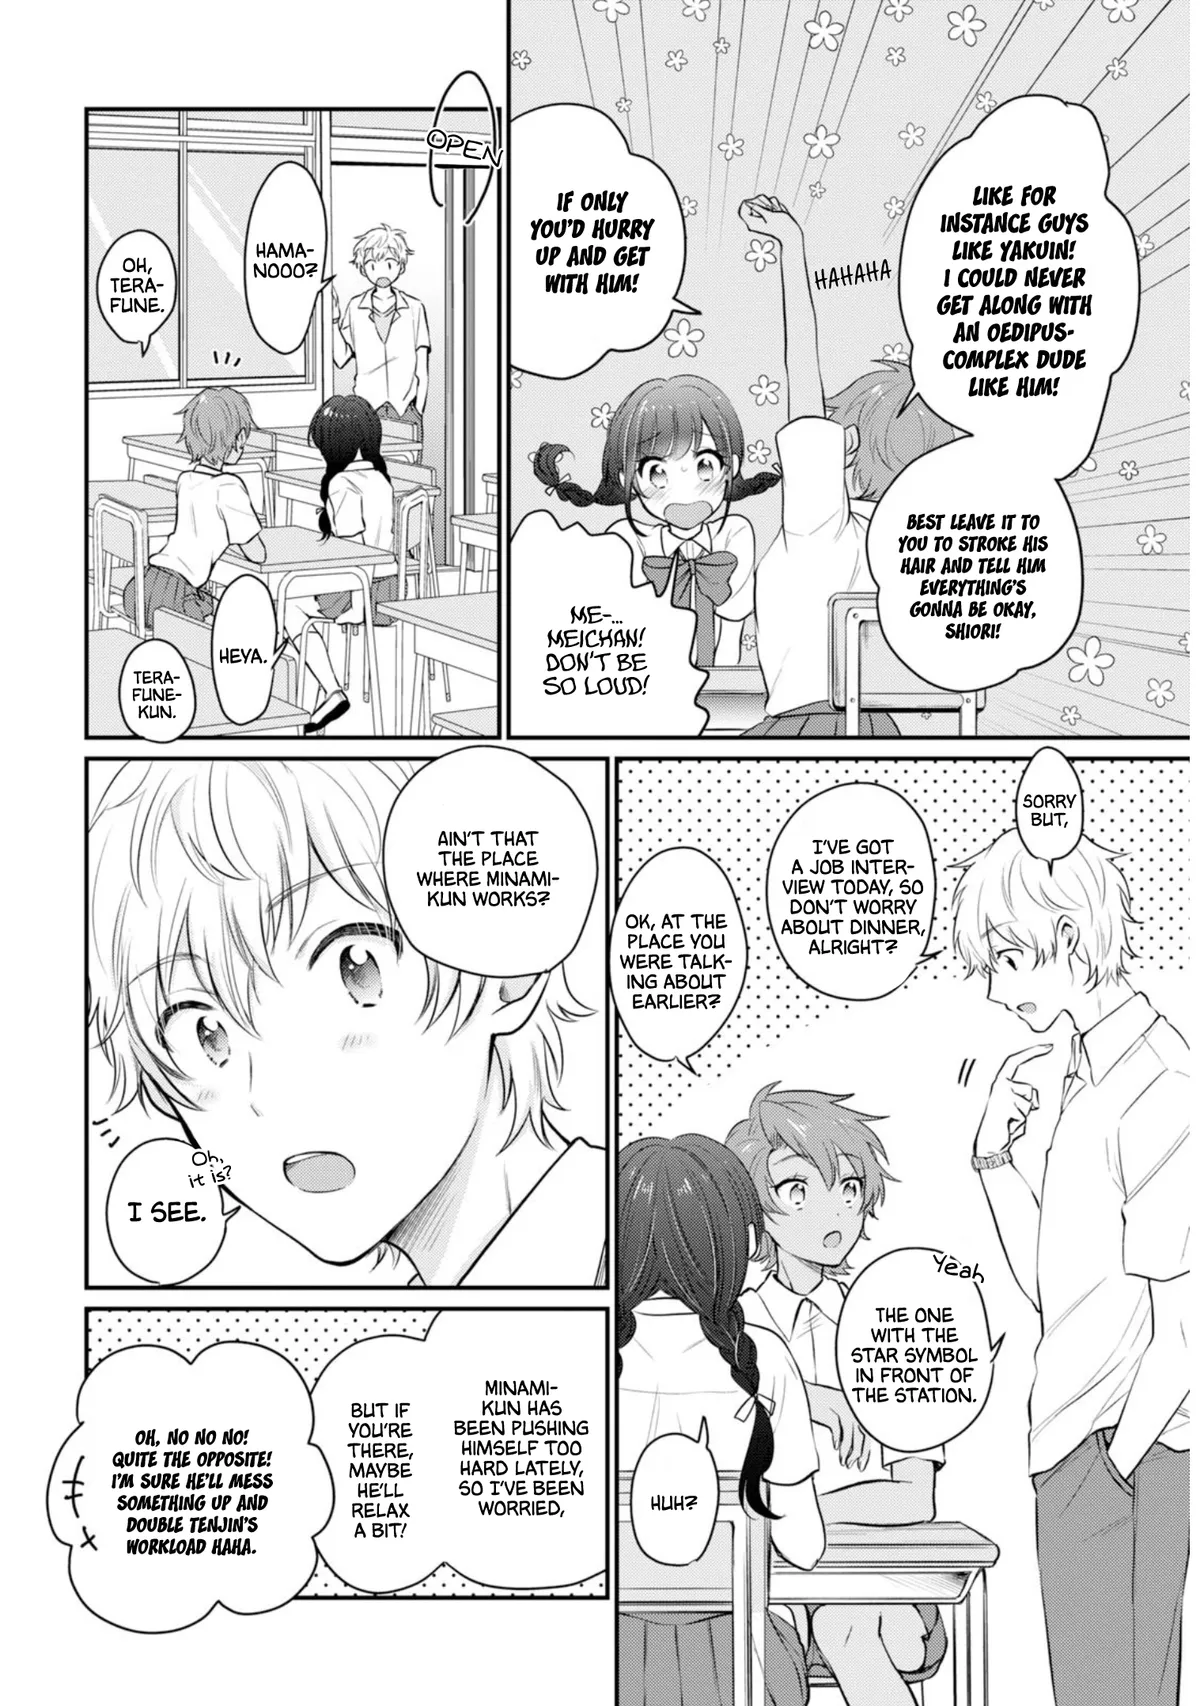 LIKE FOR
INSTANCE GUYS
LIKE YAKUIN!
I COULD NEVER
GET ALONG WITH
AN OEDIPUS-
COMPLEX DUDE
LIKE HIM!
BEST LEAVE IT TO
YOU TO STROKE HIS
HAIR AND TELL HIM
EVERYTHING'S
GONNA BE OKAY,
SHIORI!
HAHAHA
IF ONLY
YOU'D HURRY
UP AND GET
WITH HIM!
ME-...
MEICHAN!
DON'T BE
SO LOUD!
OPEN
HAMA-
NOOO?
OH,
TERA-
FUNE.
HEYA.
TERA-
FUNE-
KUN.
SORRY
BUT,
I'VE GOT
A JOB INTER-
VIEW TODAY, SO
DON'T WORRY
ABOUT DINNER,
ALRIGHT?
OK, AT THE
PLACE YOU
WERE TALK-
ING ABOUT
EARLIER?
Yeah
THE ONE
WITH THE
STAR SYMBOL
IN FRONT OF
THE STATION.
HUH?
AIN'T THAT
THE PLACE
WHERE MINAMI-
KUN WORKS?
Oh,
it is?
I SEE.
MINAMI-
KUN HAS
BEEN PUSHING
HIMSELF TOO
HARD LATELY,
SO I'VE BEEN
WORRIED,
BUT IF
YOU'RE
THERE,
MAYBE
HE'LL
RELAX
A BIT!
OH, NO NO NO!
QUITE THE OPPOSITE!
I'M SURE HE'LL MESS
SOMETHING UP AND
DOUBLE TENJIN'S
WORKLOAD HAHA.